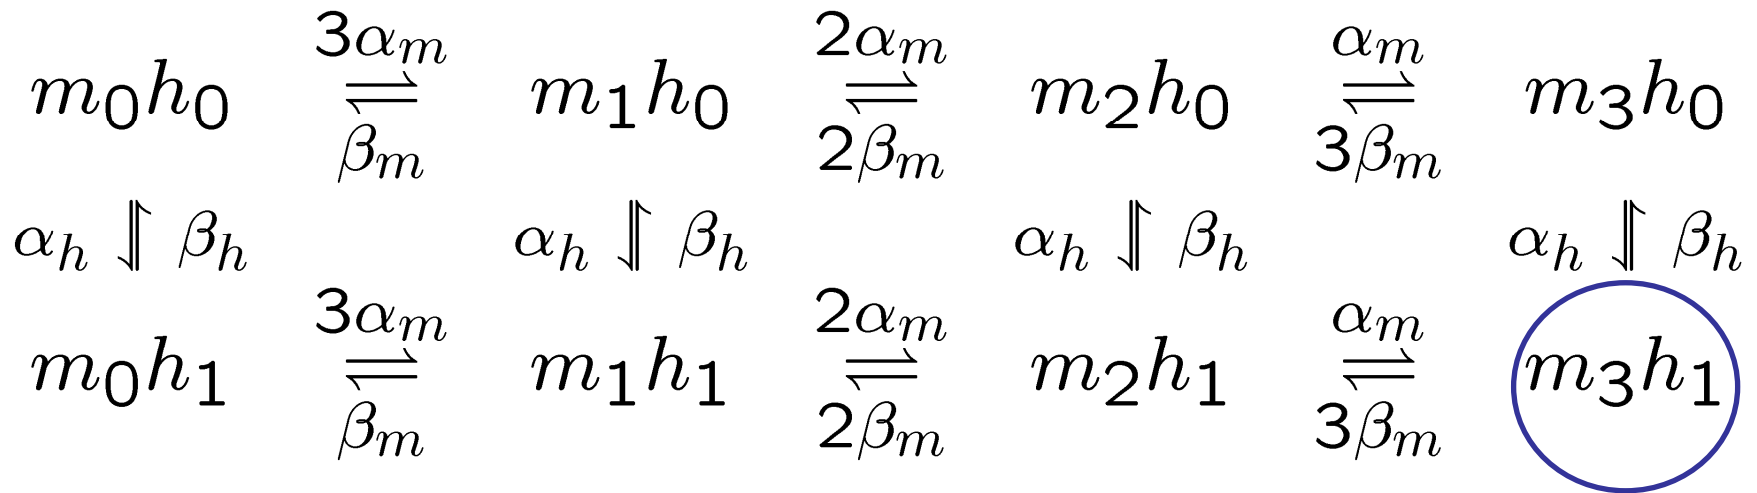 3αₘ 2αₘ αₘ
m₀h₀ ⇌ m₁h₀ ⇌ m₂h₀ ⇌ m₃h₀
βₘ 2βₘ 3βₘ
αₕ ⥯ βₕ αₕ ⥯ βₕ αₕ ⥯ βₕ αₕ ⥯ βₕ
3αₘ 2αₘ αₘ
m₀h₁ ⇌ m₁h₁ ⇌ m₂h₁ ⇌ m₃h₁
βₘ 2βₘ 3βₘ